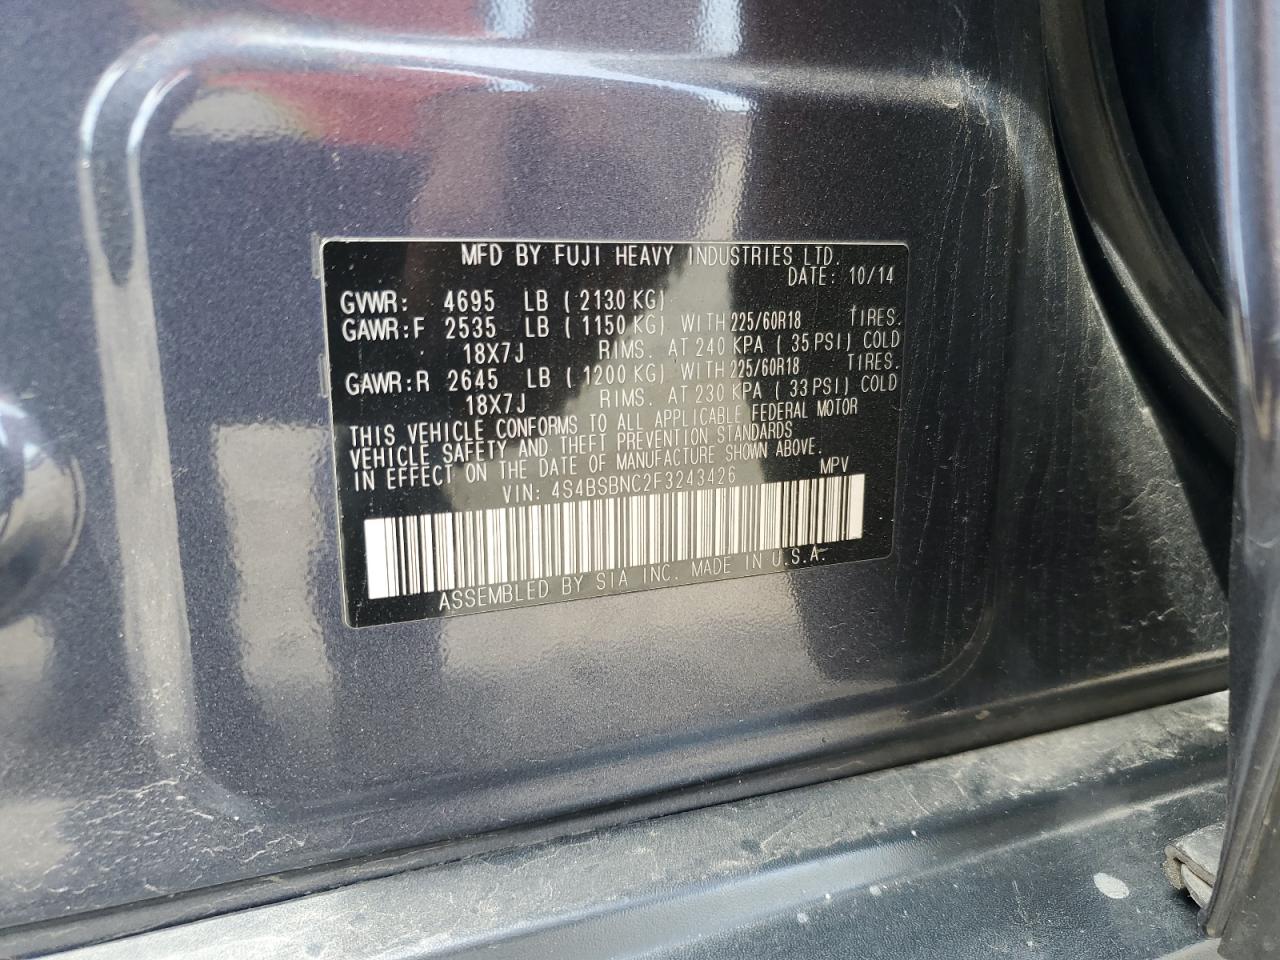 MFD BY FUJI HEAVY INDUSTRIES LTD.
DATE: 10/14
GVWR: 4695 LB ( 2130 KG)
GAWR:F 2535 LB ( 1150 KG) WITH 225/60R18 TIRES.
18X7J RIMS. AT 240 KPA ( 35 PSI) COLD
GAWR:R 2645 LB ( 1200 KG) WITH 225/60R18 TIRES.
18X7J RIMS. AT 230 KPA ( 33 PSI) COLD
THIS VEHICLE CONFORMS TO ALL APPLICABLE FEDERAL MOTOR
VEHICLE SAFETY AND THEFT PREVENTION STANDARDS
IN EFFECT ON THE DATE OF MANUFACTURE SHOWN ABOVE.
VIN: 4S4BSBNC2F3243426 MPV
ASSEMBLED BY SIA INC. MADE IN U.S.A.